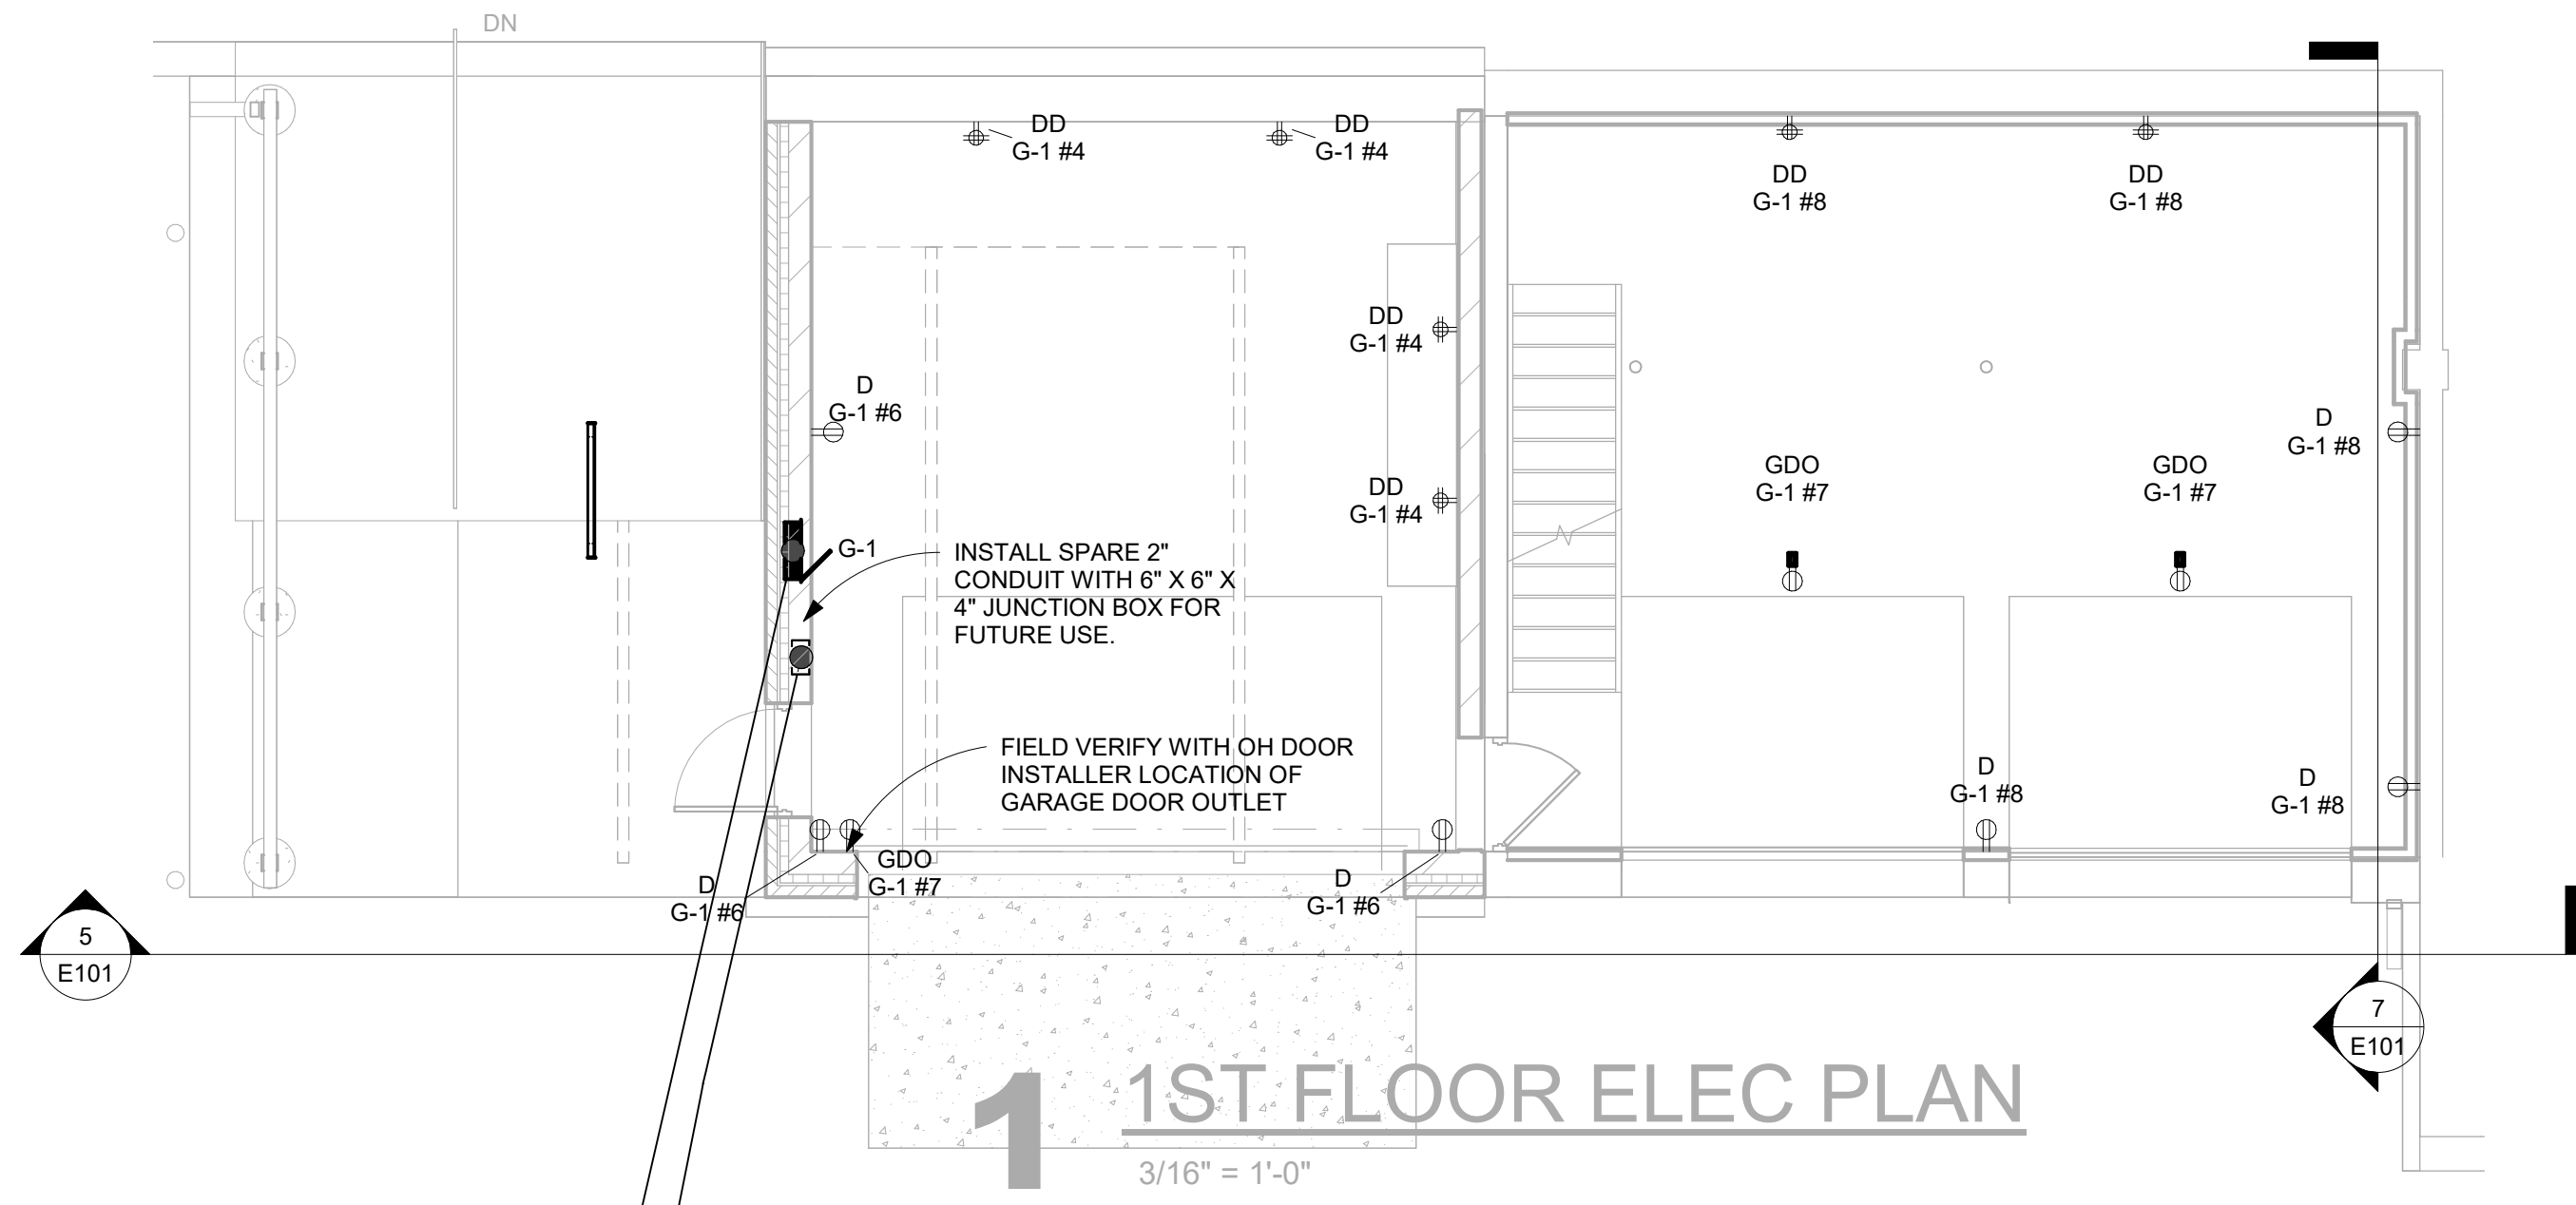 DN
DD
G-1 #4
DD
G-1 #4
DD
G-1 #8
DD
G-1 #8
DD
G-1 #4
D
G-1 #6
D
G-1 #8
GDO
G-1 #7
GDO
G-1 #7
DD
G-1 #4
G-1
INSTALL SPARE 2"
CONDUIT WITH 6" X 6" X
4" JUNCTION BOX FOR
FUTURE USE.
FIELD VERIFY WITH OH DOOR
INSTALLER LOCATION OF
GARAGE DOOR OUTLET
D
G-1 #8
D
G-1 #8
GDO
G-1 #7
D
G-1 #6
D
G-1 #6
5
E101
7
E101
1
1ST FLOOR ELEC PLAN
3/16" = 1'-0"